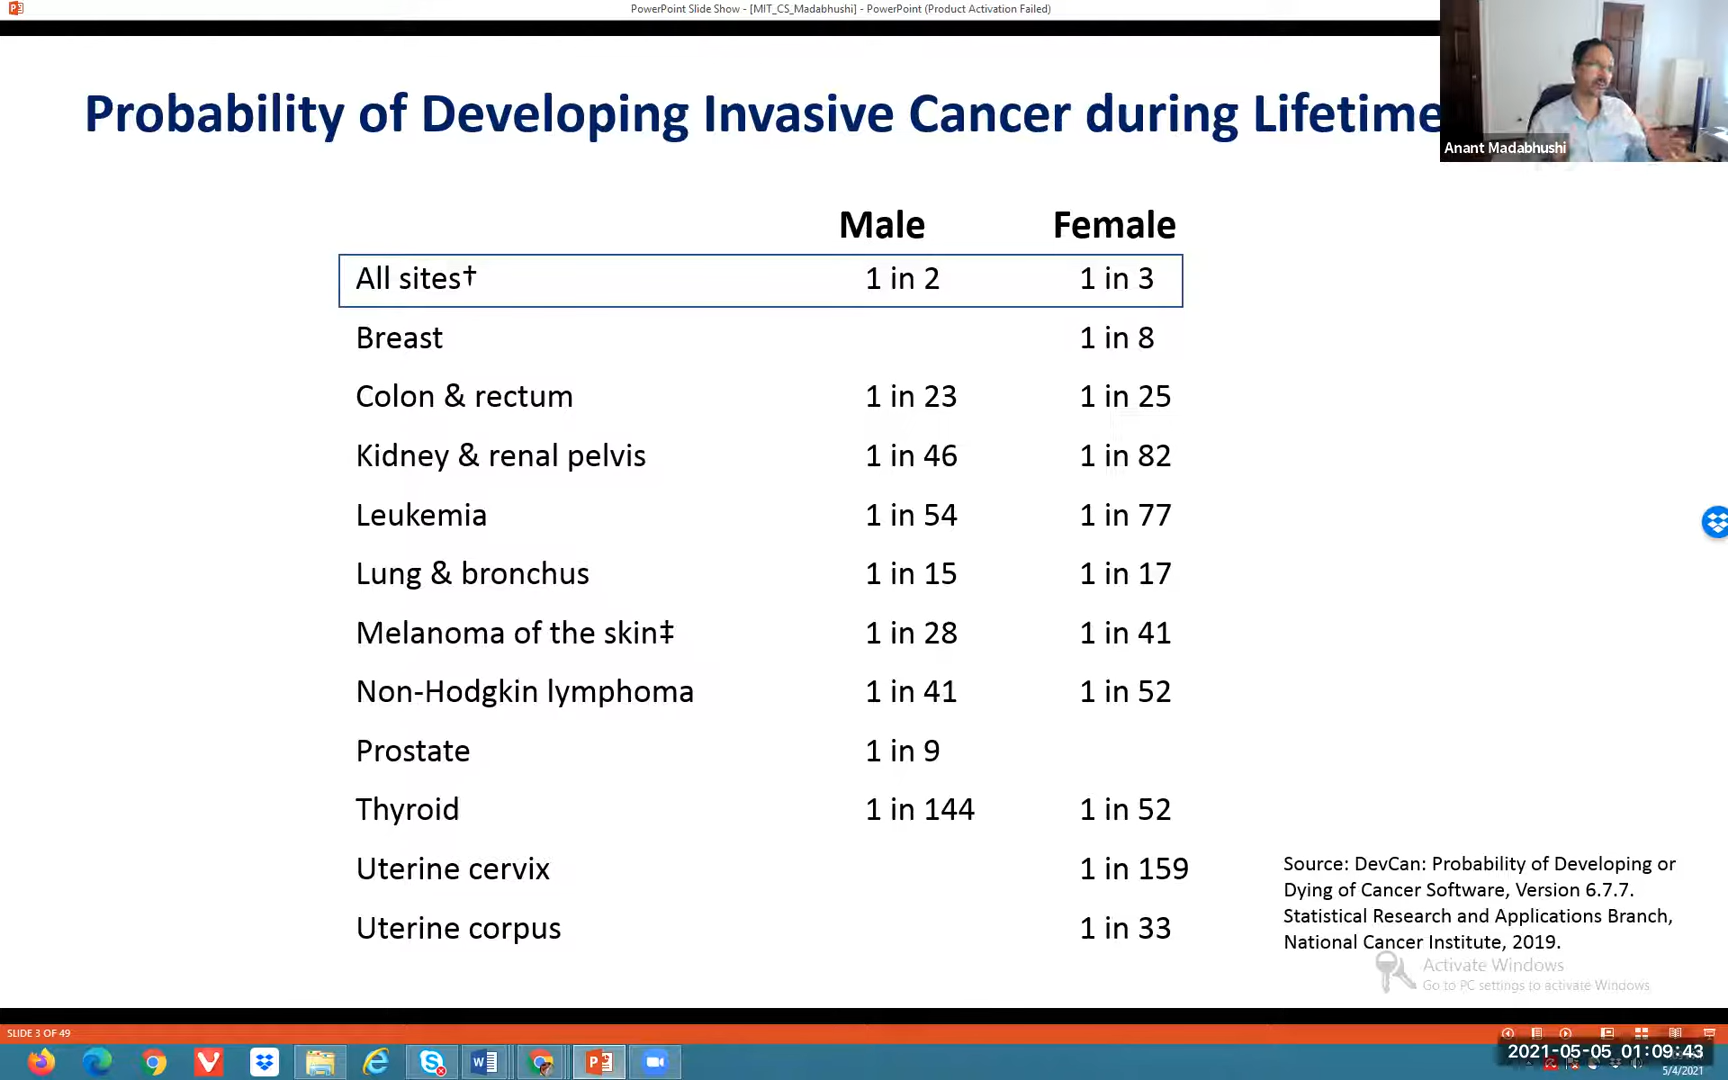 PowerPoint Slide Show - [MIT_CS_Madabhushi] - PowerPoint (Product Activation Failed)
Probability of Developing Invasive Cancer during Lifetime
Anant Madabhushi
Male Female
All sites† 1 in 2 1 in 3
Breast 1 in 8
Colon & rectum 1 in 23 1 in 25
Kidney & renal pelvis 1 in 46 1 in 82
Leukemia 1 in 54 1 in 77
Lung & bronchus 1 in 15 1 in 17
Melanoma of the skin‡ 1 in 28 1 in 41
Non-Hodgkin lymphoma 1 in 41 1 in 52
Prostate 1 in 9
Thyroid 1 in 144 1 in 52
Uterine cervix 1 in 159
Uterine corpus 1 in 33
Source: DevCan: Probability of Developing or
Dying of Cancer Software, Version 6.7.7.
Statistical Research and Applications Branch,
National Cancer Institute, 2019.
Activate Windows
Go to PC settings to activate Windows
SLIDE 3 OF 49
2021-05-05 01:09:43
5/4/2021